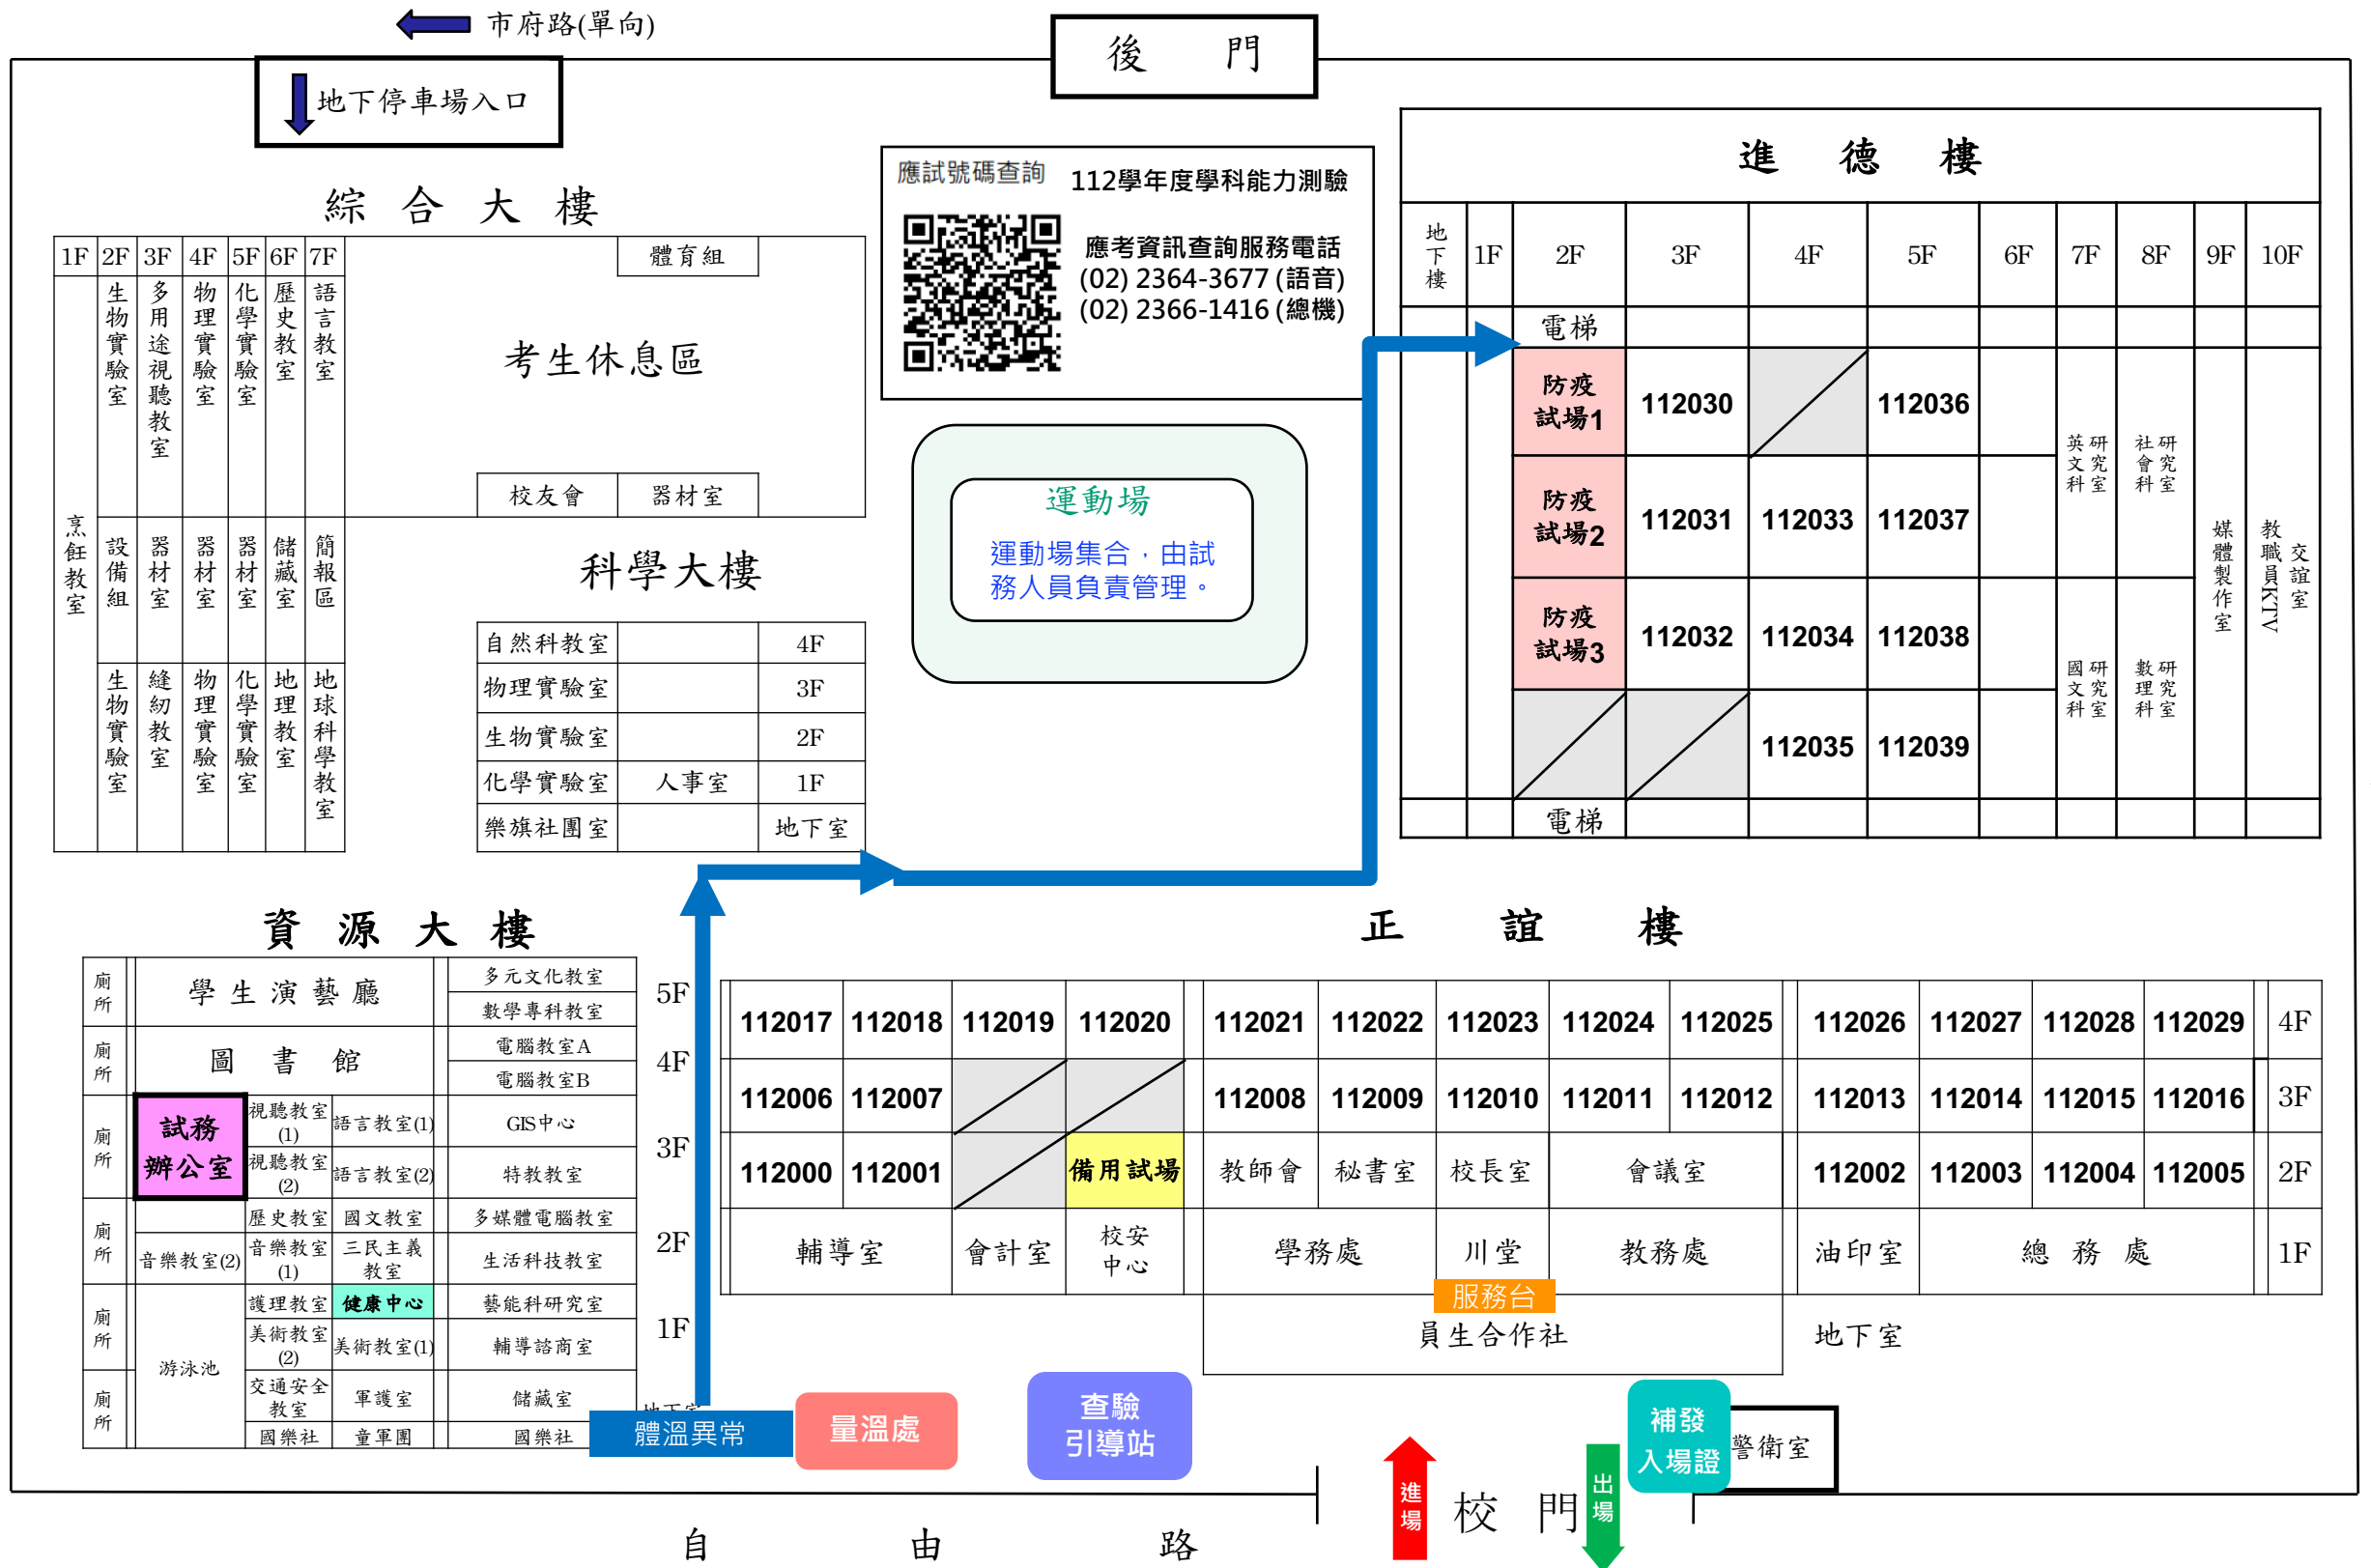 市府路(單向)
後 門
地下停車場入口
綜 合 大 樓
1F 2F 3F 4F 5F 6F 7F
體育組
生物實驗室
多用途視聽教室
物理實驗室
化學實驗室
歷史教室
語言教室
考生休息區
校友會 器材室
烹飪教室
設備組
器材室
器材室
器材室
儲藏室
簡報區
科學大樓
生物實驗室
縫紉教室
物理實驗室
化學實驗室
地理教室
地球科學教室
自然科教室 4F
物理實驗室 3F
生物實驗室 2F
化學實驗室 人事室 1F
樂旗社團室 地下室
應試號碼查詢
112學年度學科能力測驗
應考資訊查詢服務電話
(02) 2364-3677 (語音)
(02) 2366-1416 (總機)
運動場
運動場集合，由試
務人員負責管理。
進 德 樓
地下樓 1F 2F 3F 4F 5F 6F 7F 8F 9F 10F
電梯
防疫
試場1
112030 112036
防疫
試場2
112031 112033 112037
防疫
試場3
112032 112034 112038
112035 112039
英文科研究室
社會科研究室
國文科研究室
數理科研究室
媒體製作室
教職員KTV
交誼室
電梯
資 源 大 樓
廁所
學 生 演 藝 廳
多元文化教室
數學專科教室
5F
廁所
圖 書 館
電腦教室A
電腦教室B
4F
廁所
試務
辦公室
視聽教室
(1)
語言教室(1)
GIS中心
視聽教室
(2)
語言教室(2)
特教教室
3F
廁所
歷史教室 國文教室 多媒體電腦教室
音樂教室(2)
音樂教室
(1)
三民主義
教室
生活科技教室
2F
廁所
護理教室 健康中心 藝能科研究室
美術教室
(2)
美術教室(1)
輔導諮商室
1F
游泳池
廁所
交通安全
教室
軍護室
儲藏室
地下室
國樂社 童軍團 國樂社
正 誼 樓
112017 112018 112019 112020 112021 112022 112023 112024 112025 112026 112027 112028 112029 4F
112006 112007 112008 112009 112010 112011 112012 112013 112014 112015 112016 3F
112000 112001 備用試場 教師會 秘書室 校長室 會議室 112002 112003 112004 112005 2F
輔導室 會計室 校安
中心
學務處 川堂 教務處 油印室 總 務 處 1F
服務台
員生合作社 地下室
體溫異常
量溫處
查驗
引導站
補發
入場證
警衛室
進場
校 門
出場
自 由 路